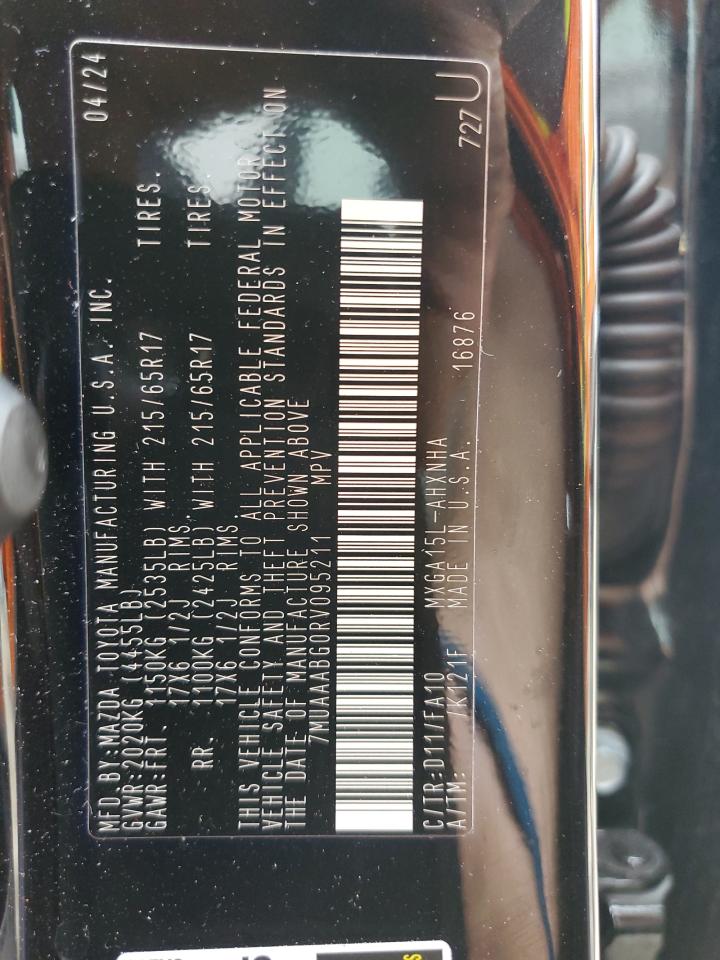 MFD.BY:MAZDA TOYOTA MANUFACTURING U.S.A. INC. 04/24
GVWR:2020KG (4455LB)
GAWR:FRT. 1150KG (2535LB) WITH 215/65R17 TIRES.
17X6 1/2J RIMS.
RR. 1100KG (2425LB) WITH 215/65R17 TIRES.
17X6 1/2J RIMS.
THIS VEHICLE CONFORMS TO ALL APPLICABLE FEDERAL MOTOR
VEHICLE SAFETY AND THEFT PREVENTION STANDARDS IN EFFECT ON
THE DATE OF MANUFACTURE SHOWN ABOVE
7MUAAABG0RV095211 MPV
C/TR:D11/FA10 MXGA15L-AHXNHA
A/TM: /K121F MADE IN U.S.A. 16876 727 U